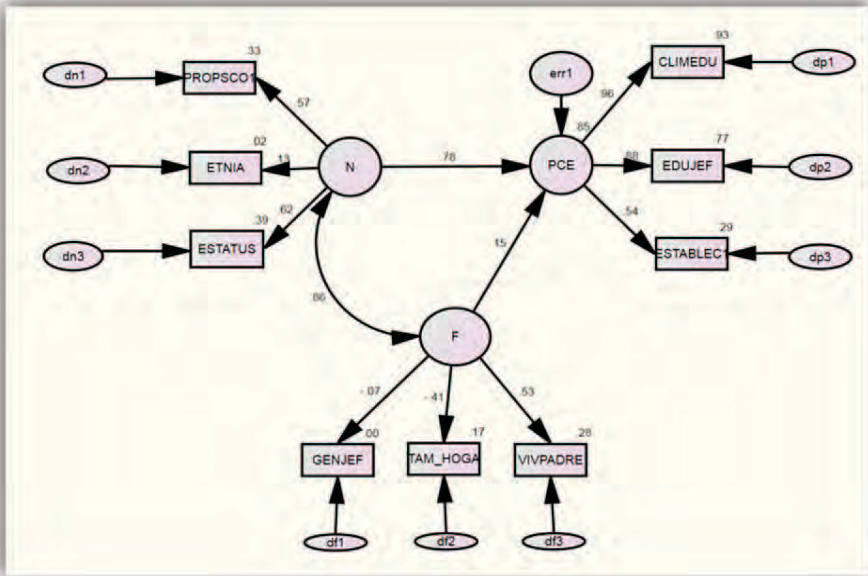 .33
.93
dn1
PROPSCO1
err1
CLIMEDU
dp1
.57
.96
.02
.85
.77
dn2
ETNIA
.13
N
.78
PCE
.88
EDUJEF
dp2
.39
.62
.54
.29
dn3
ESTATUS
ESTABLEC1
dp3
.15
.86
F
-.07
-.41
.53
.00
.17
.28
GENJEF
TAM_HOGA
VIVPADRE
df1
df2
df3